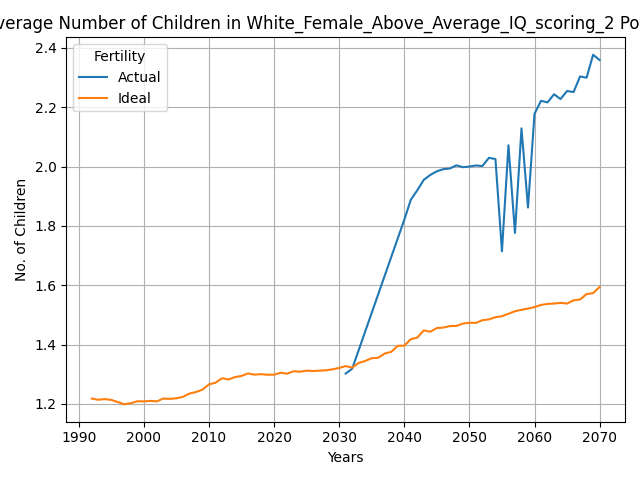 verage Number of Children in White_Female_Above_Average_IQ_scoring_2 Po
Fertility
Actual
Ideal
No. of Children
2.4
2.2
2.0
1.8
1.6
1.4
1.2
1990 2000 2010 2020 2030 2040 2050 2060 2070
Years